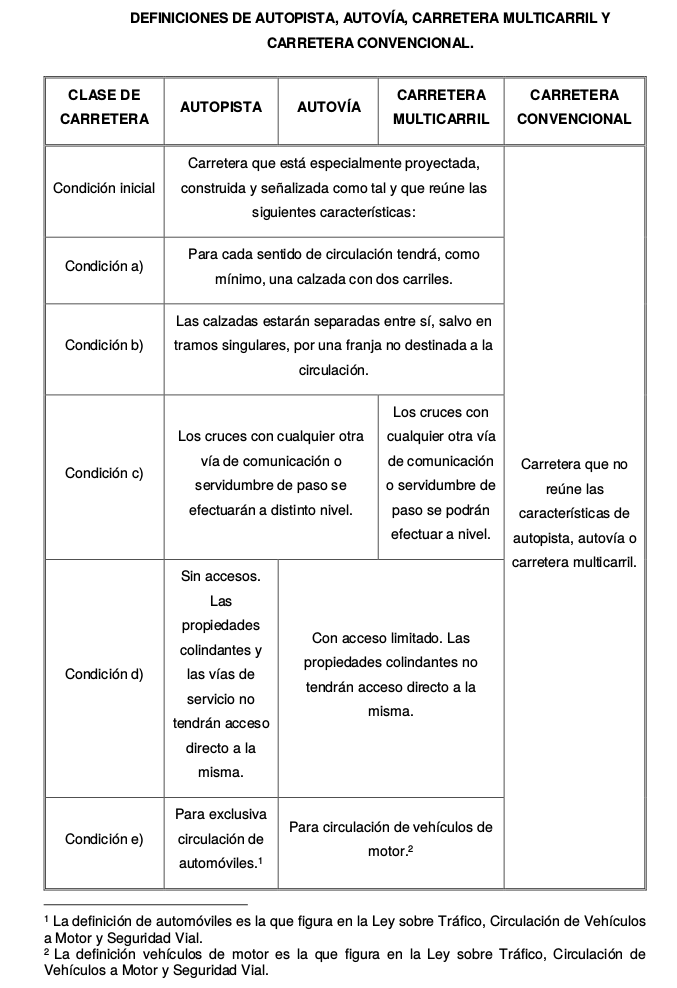 DEFINICIONES DE AUTOPISTA, AUTOVÍA, CARRETERA MULTICARRIL Y
CARRETERA CONVENCIONAL.
CLASE DE
CARRETERA
AUTOPISTA
AUTOVÍA
CARRETERA
MULTICARRIL
CARRETERA
CONVENCIONAL
Condición inicial
Carretera que está especialmente proyectada,
construida y señalizada como tal y que reúne las
siguientes características:
Condición a)
Para cada sentido de circulación tendrá, como
mínimo, una calzada con dos carriles.
Condición b)
Las calzadas estarán separadas entre sí, salvo en
tramos singulares, por una franja no destinada a la
circulación.
Condición c)
Los cruces con cualquier otra
vía de comunicación o
servidumbre de paso se
efectuarán a distinto nivel.
Los cruces con
cualquier otra vía
de comunicación
o servidumbre de
paso se podrán
efectuar a nivel.
Carretera que no
reúne las
características de
autopista, autovía o
carretera multicarril.
Condición d)
Sin accesos.
Las
propiedades
colindantes y
las vías de
servicio no
tendrán acceso
directo a la
misma.
Con acceso limitado. Las
propiedades colindantes no
tendrán acceso directo a la
misma.
Condición e)
Para exclusiva
circulación de
automóviles.¹
Para circulación de vehículos de
motor.²
¹ La definición de automóviles es la que figura en la Ley sobre Tráfico, Circulación de Vehículos
a Motor y Seguridad Vial.
² La definición vehículos de motor es la que figura en la Ley sobre Tráfico, Circulación de
Vehículos a Motor y Seguridad Vial.